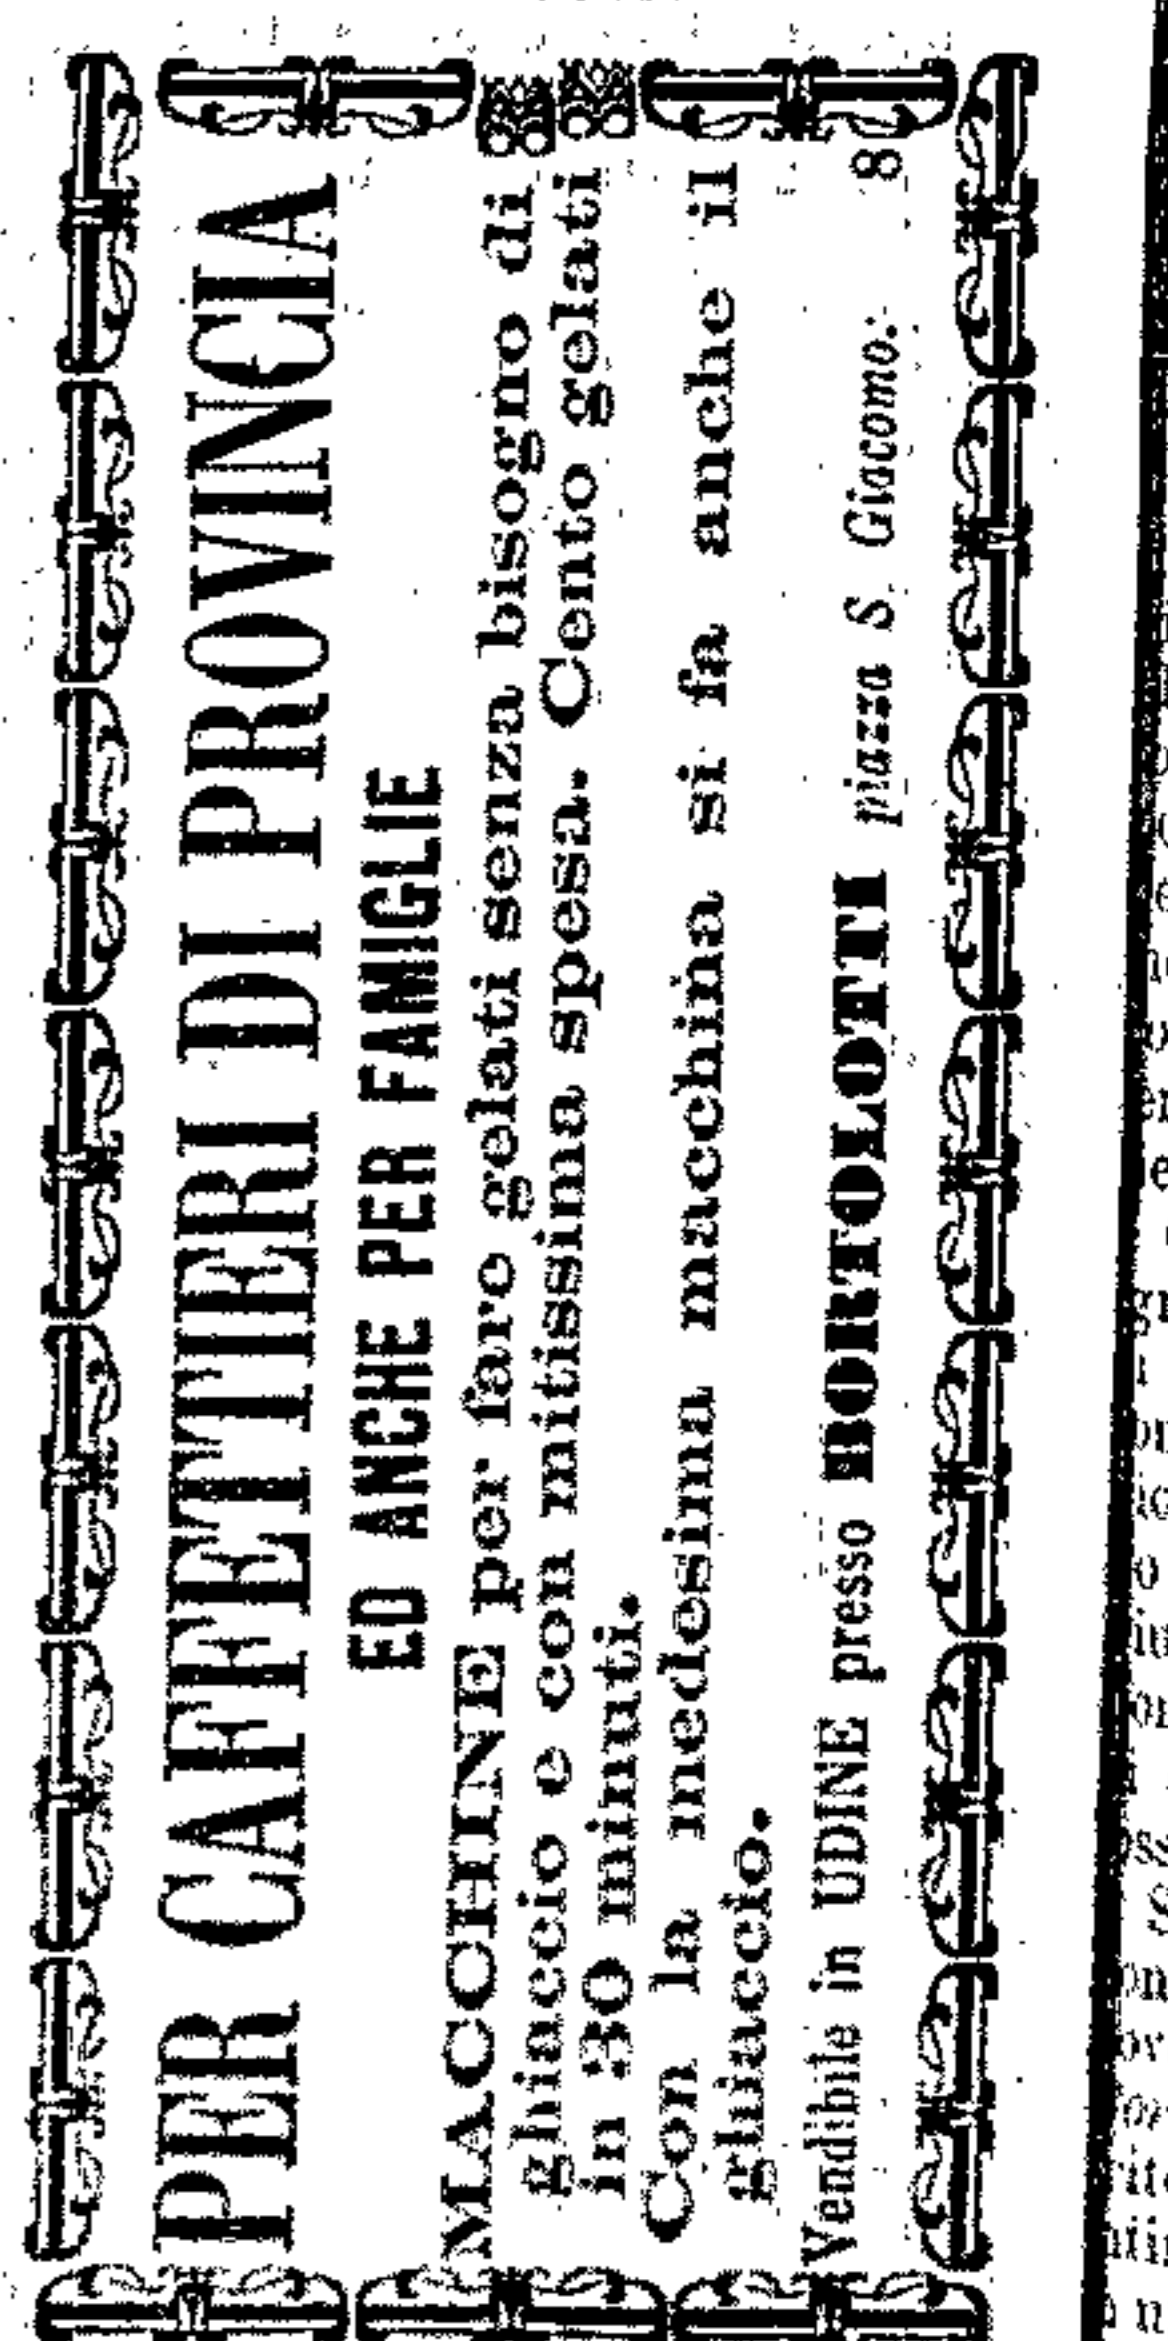 PER CAFFETTIERI DI PROVINCIA
ED ANCHE PER FAMIGLIE
MACCHINE per fare gelati senza bisogno di
ghiaccio e con mitissima spesa. Cento gelati
in 30 minuti.
Con la medesima macchina si fa anche il
ghiaccio.
Vendibile in UDINE presso BORTOLOTTI piazza S. Giacomo. 8